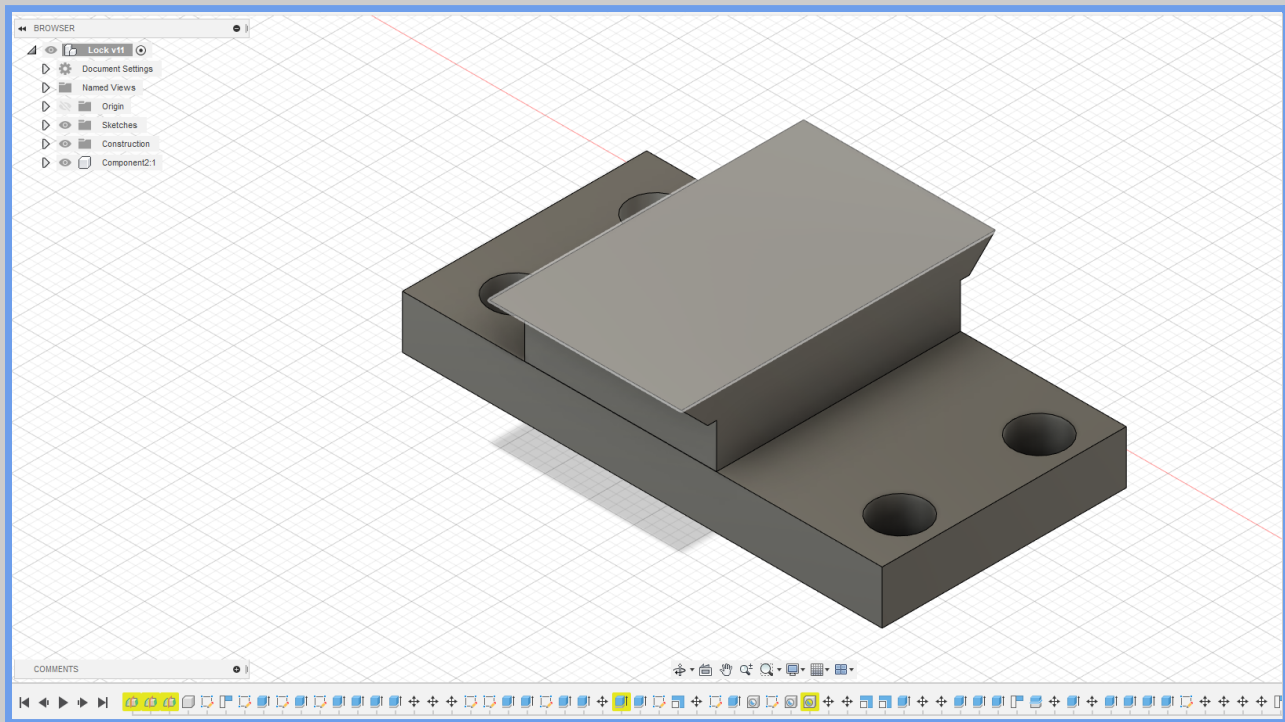 BROWSER
Lock v11
Document Settings
Named Views
Origin
Sketches
Construction
Component2:1
COMMENTS